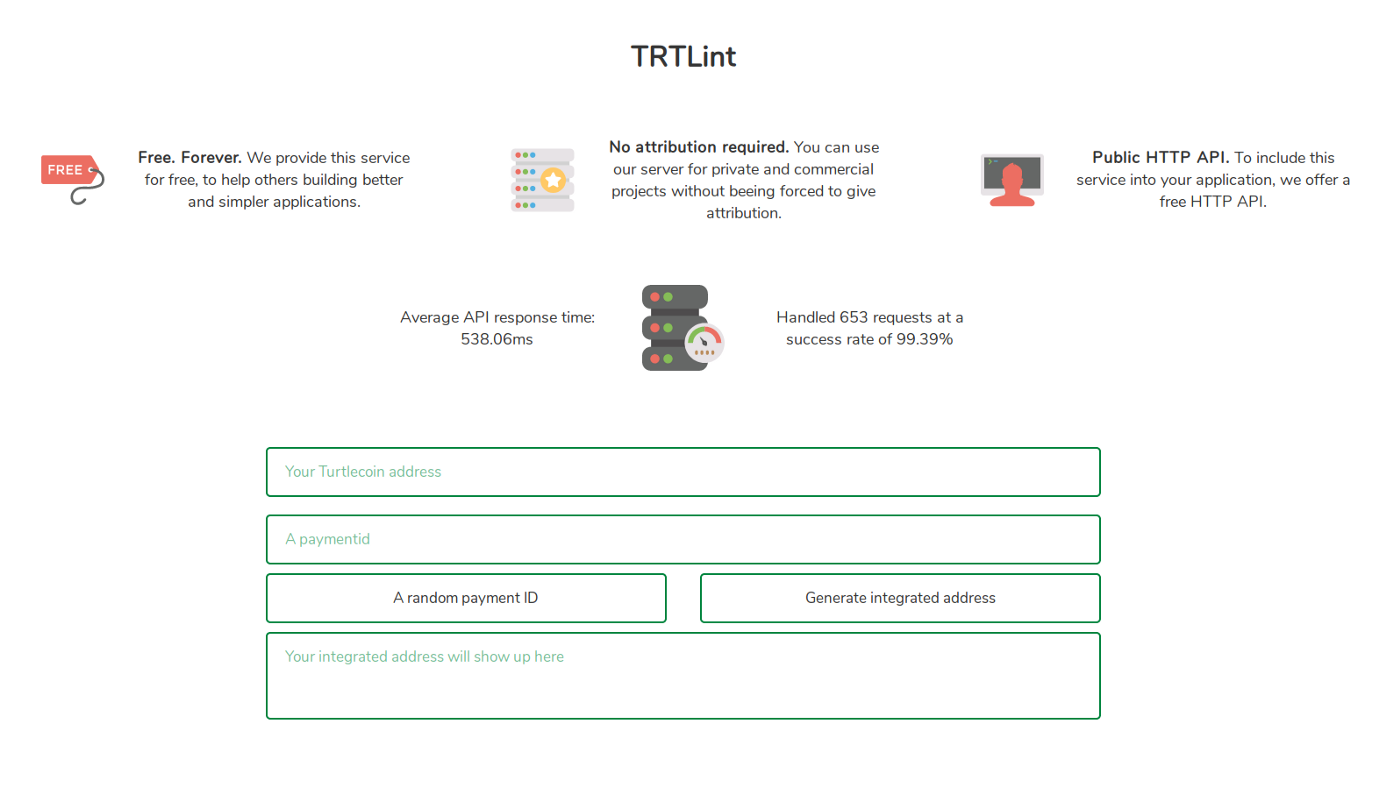 TRTLint
FREE
Free. Forever. We provide this service
for free, to help others building better
and simpler applications.
No attribution required. You can use
our server for private and commercial
projects without beeing forced to give
attribution.
Public HTTP API. To include this
service into your application, we offer a
free HTTP API.
Average API response time:
538.06ms
Handled 653 requests at a
success rate of 99.39%
Your Turtlecoin address
A paymentid
A random payment ID
Generate integrated address
Your integrated address will show up here